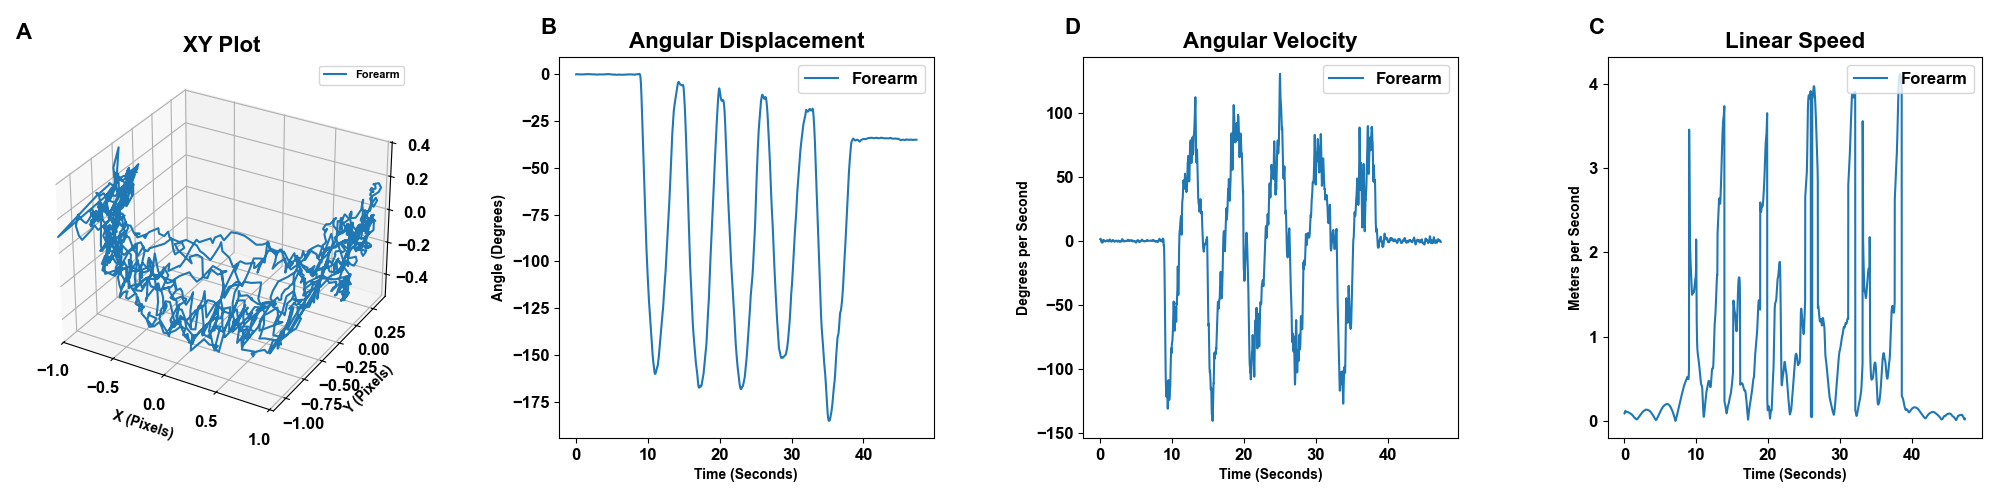 A
XY Plot
Forearm
0.4
0.2
0.0
−0.2
−0.4
0.25
0.00
−0.25
−0.50
−0.75
−1.00
Y (Pixels)
−1.0
−0.5
0.0
0.5
1.0
X (Pixels)
B
Angular Displacement
Forearm
0
−25
−50
−75
−100
−125
−150
−175
Angle (Degrees)
0 10 20 30 40
Time (Seconds)
D
Angular Velocity
Forearm
100
50
0
−50
−100
−150
Degrees per Second
0 10 20 30 40
Time (Seconds)
C
Linear Speed
Forearm
4
3
2
1
0
Meters per Second
0 10 20 30 40
Time (Seconds)